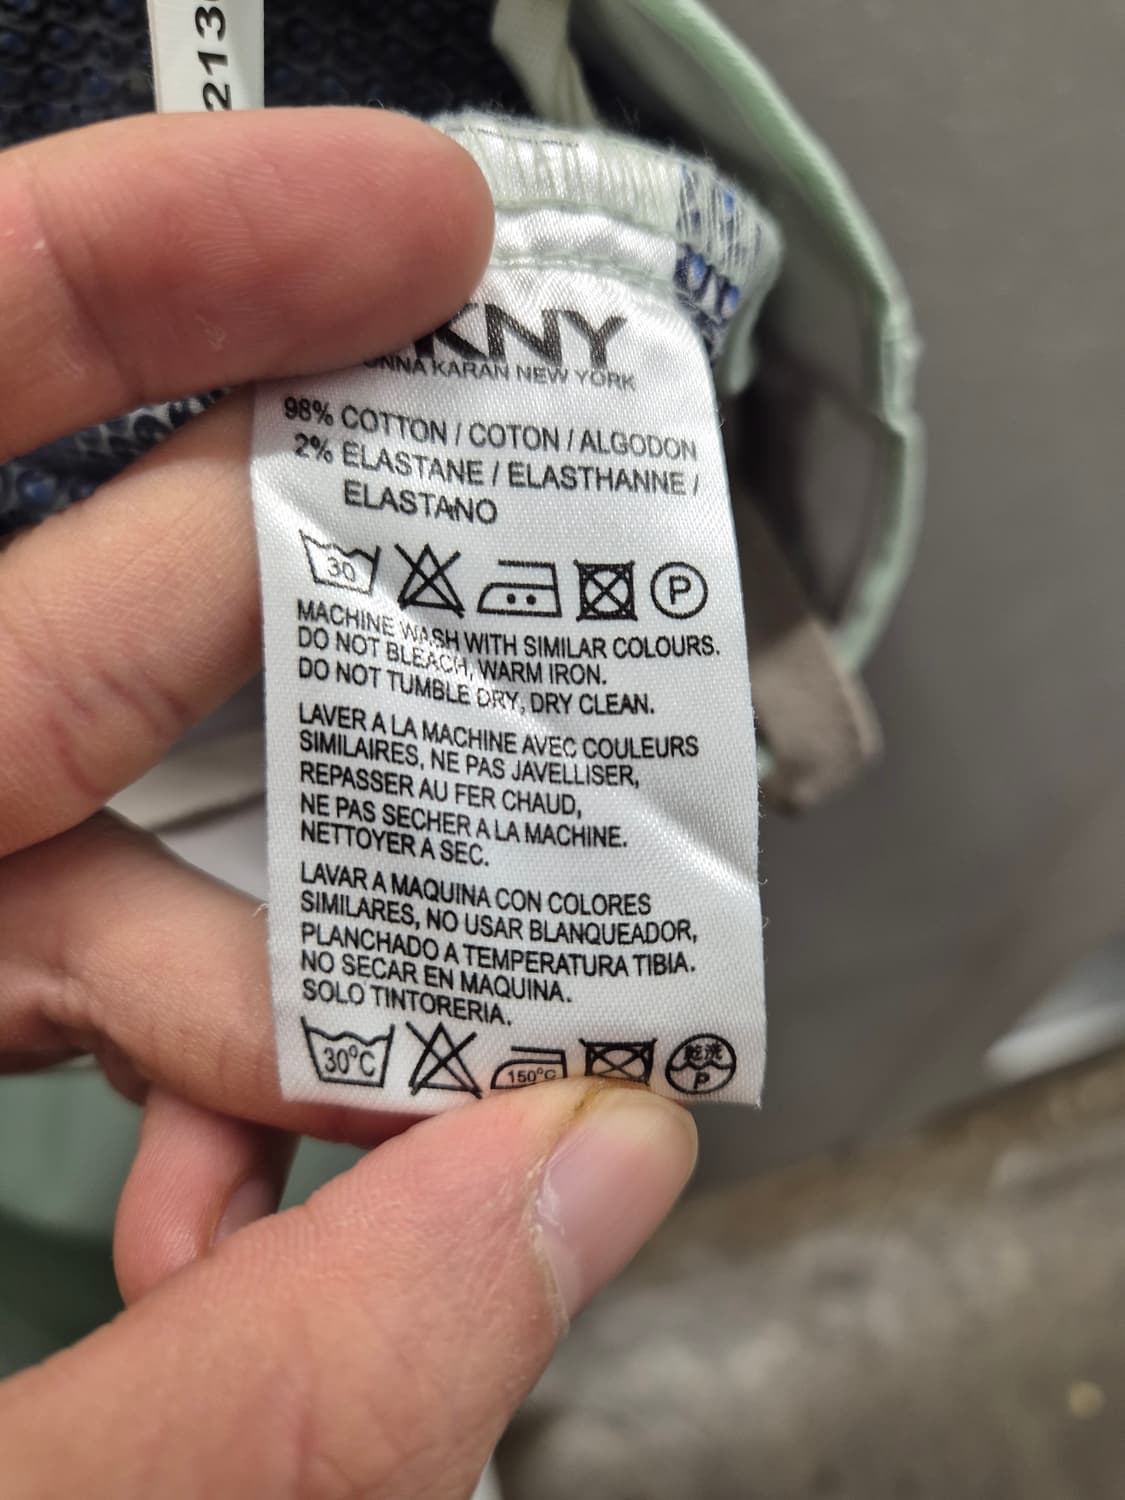 KNY
KARAN NEW YORK
98% COTTON / COTON / ALGODON
2% ELASTANE / ELASTHANNE /
ELASTANO
30
P
MACHINE WASH WITH SIMILAR COLOURS.
DO NOT BLEACH, WARM IRON.
DO NOT TUMBLE DRY, DRY CLEAN.
LAVER A LA MACHINE AVEC COULEURS
SIMILAIRES, NE PAS JAVELLISER,
REPASSER AU FER CHAUD,
NE PAS SECHER A LA MACHINE.
NETTOYER A SEC.
LAVAR A MAQUINA CON COLORES
SIMILARES, NO USAR BLANQUEADOR,
PLANCHADO A TEMPERATURA TIBIA.
NO SECAR EN MAQUINA.
SOLO TINTORERIA.
30°C
150°C
乾洗
P